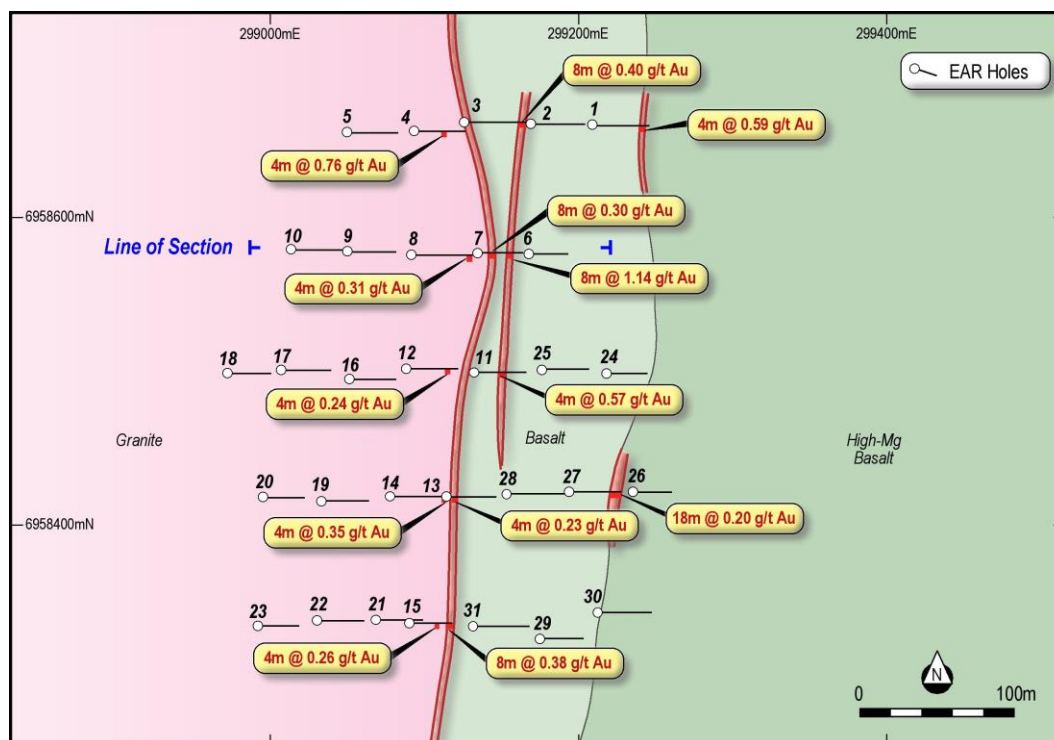 299000mE
299200mE
299400mE
EAR Holes
8m @ 0.40 g/t Au
5
4
3
2
1
4m @ 0.59 g/t Au
4m @ 0.76 g/t Au
6958600mN
8m @ 0.30 g/t Au
Line of Section
10
9
8
7
6
4m @ 0.31 g/t Au
8m @ 1.14 g/t Au
18
17
16
12
11
25
24
4m @ 0.24 g/t Au
4m @ 0.57 g/t Au
Granite
Basalt
High-Mg
Basalt
20
19
14
13
28
27
26
6958400mN
4m @ 0.35 g/t Au
4m @ 0.23 g/t Au
18m @ 0.20 g/t Au
23
22
21
15
31
29
30
4m @ 0.26 g/t Au
8m @ 0.38 g/t Au
N
0
100m